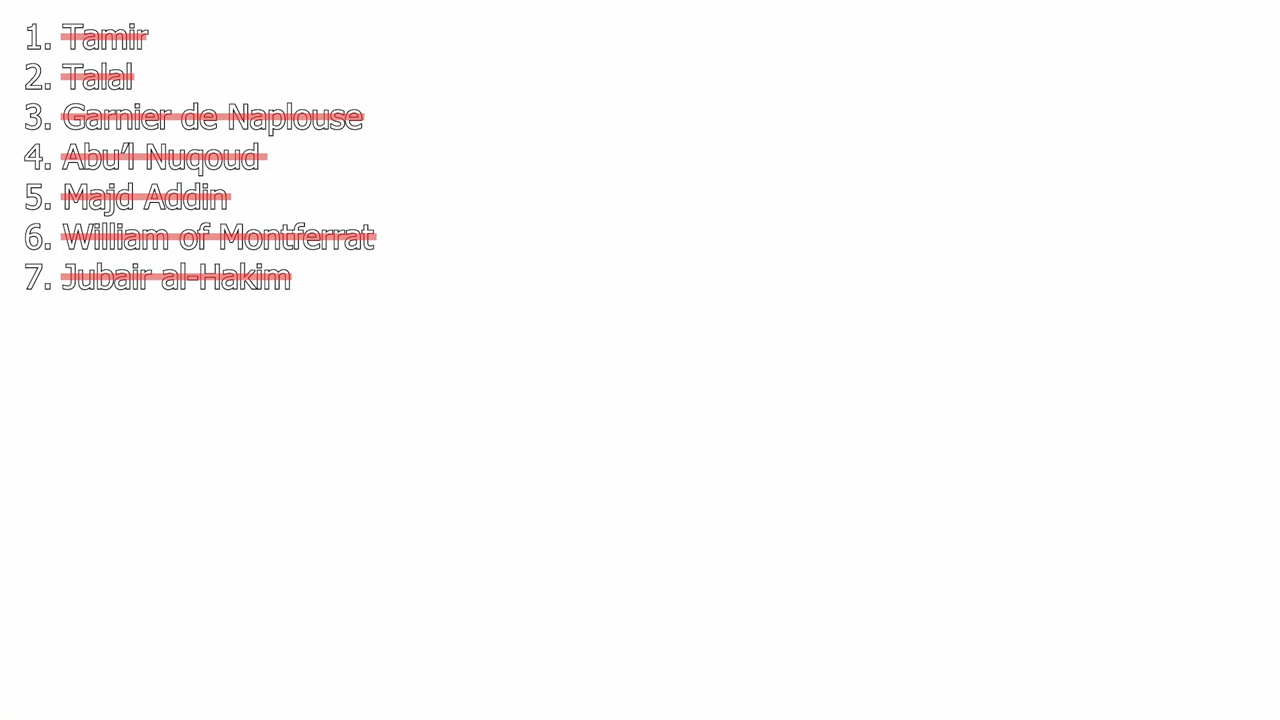 1. Tamir
2. Talal
3. Garnier de Naplouse
4. Abu'l Nuqoud
5. Majd Addin
6. William of Montferrat
7. Jubair al-Hakim